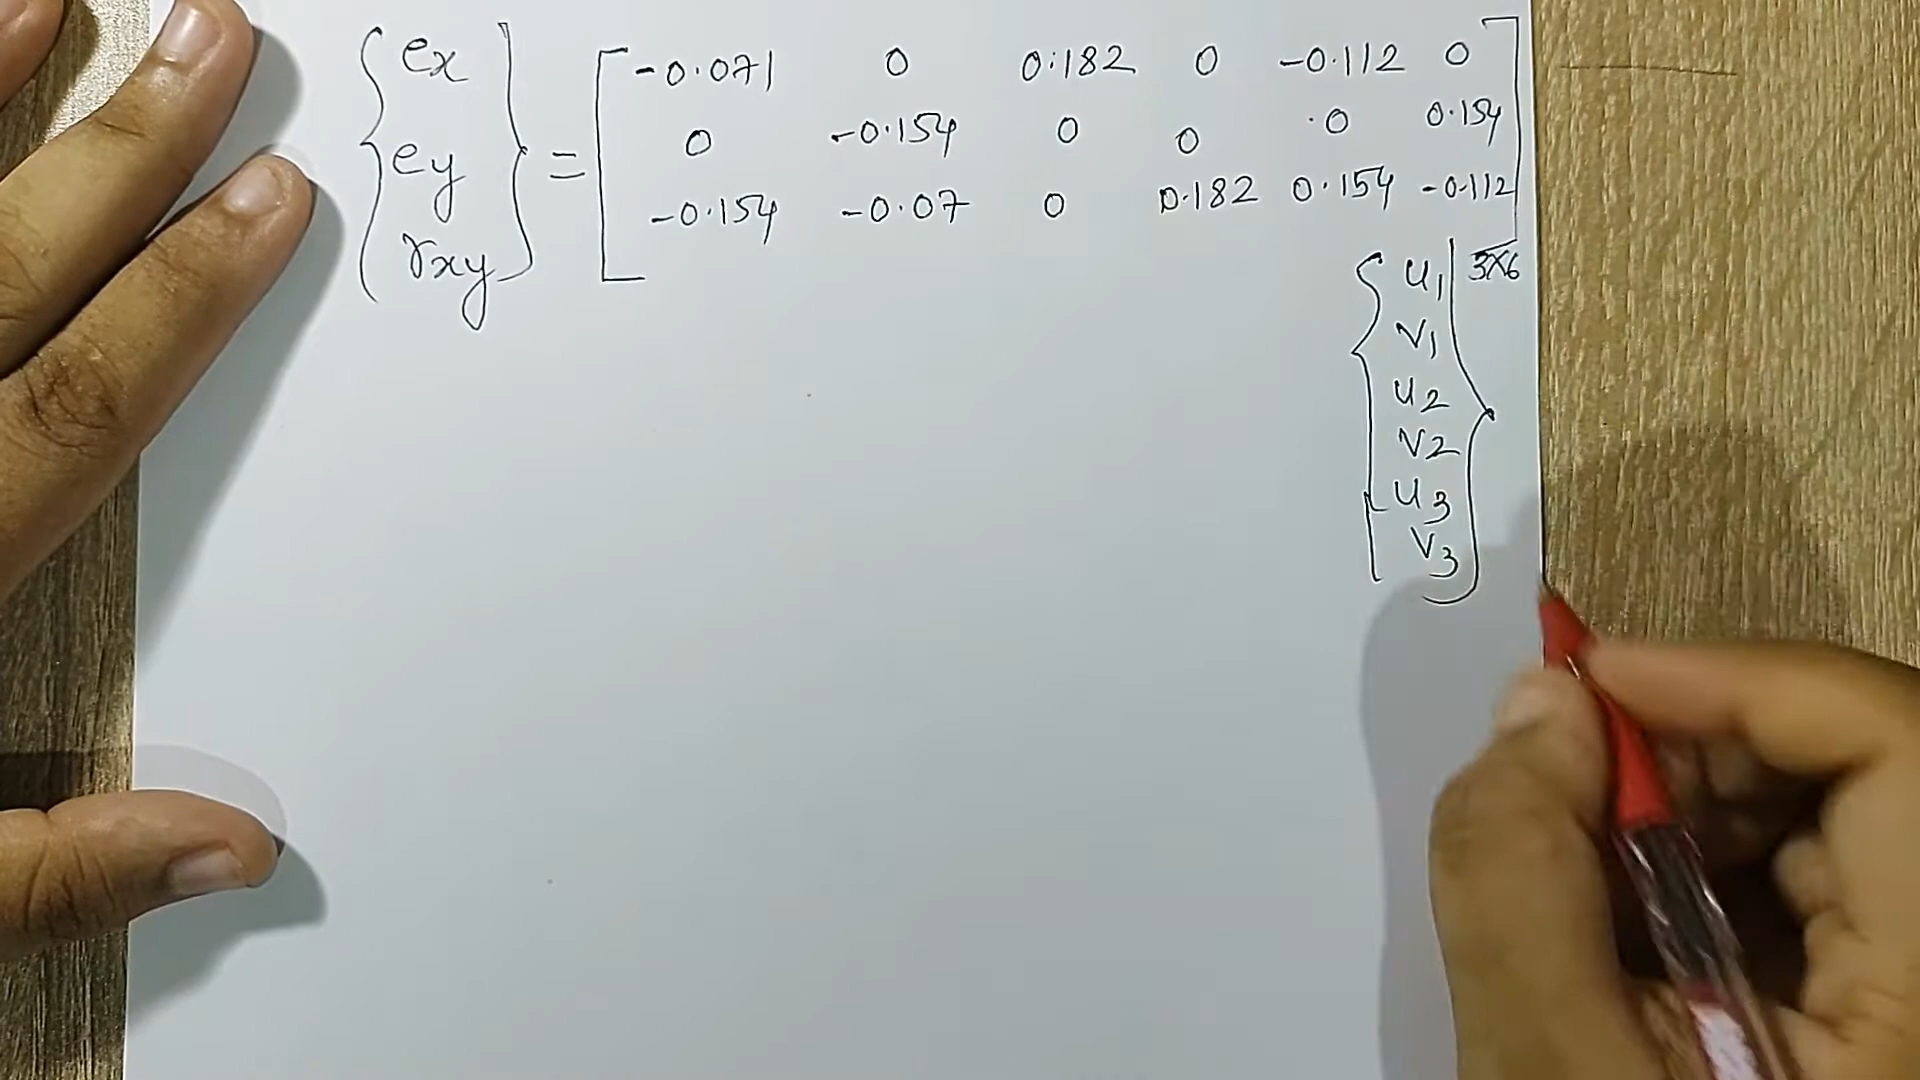 ex = -0.071 0 0.182 0 -0.112 0
ey 0 -0.154 0 0 0 0.154
γxy -0.154 -0.07 0 0.182 0.154 -0.112
3x6
u1
v1
u2
v2
u3
v3